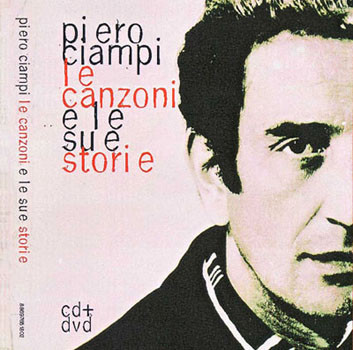 piero ciampi le canzoni e le sue storie
piero
ciampi
le
canzoni
e le
sue
storie
cd+
dvd